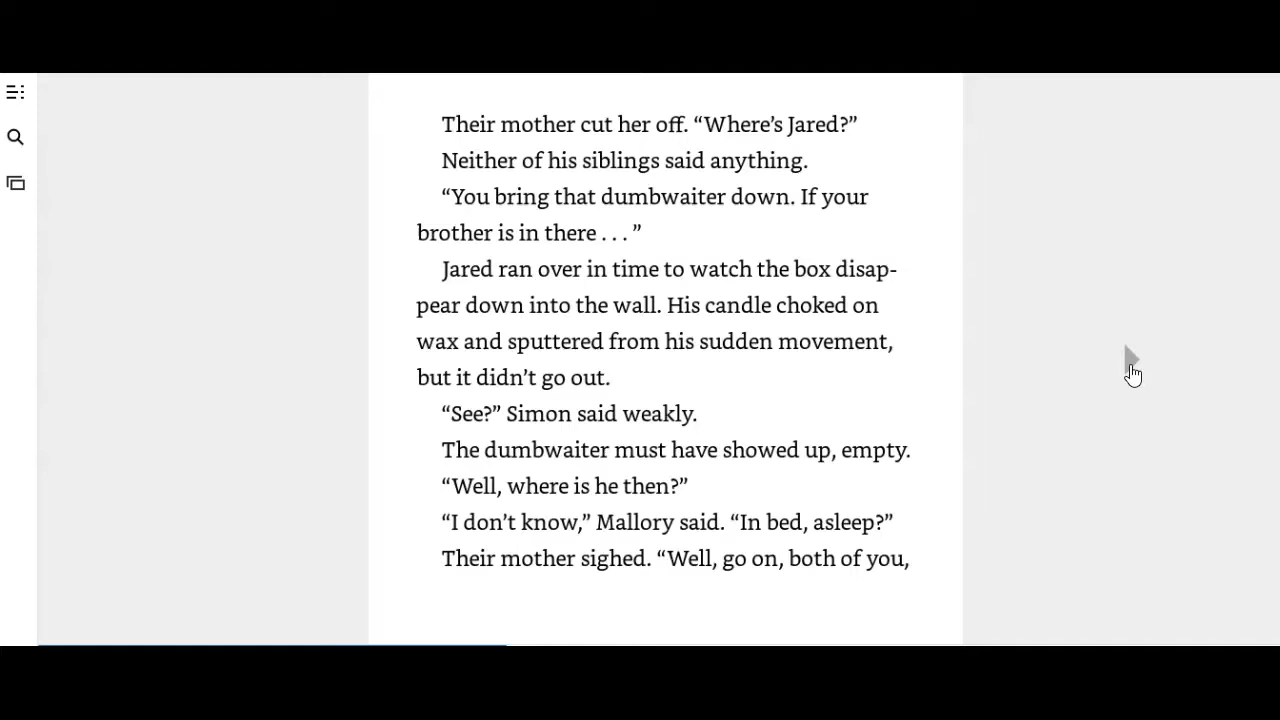 Their mother cut her off. “Where’s Jared?”
Neither of his siblings said anything.
“You bring that dumbwaiter down. If your
brother is in there . . . ”
Jared ran over in time to watch the box disap-
pear down into the wall. His candle choked on
wax and sputtered from his sudden movement,
but it didn’t go out.
“See?” Simon said weakly.
The dumbwaiter must have showed up, empty.
“Well, where is he then?”
“I don’t know,” Mallory said. “In bed, asleep?”
Their mother sighed. “Well, go on, both of you,